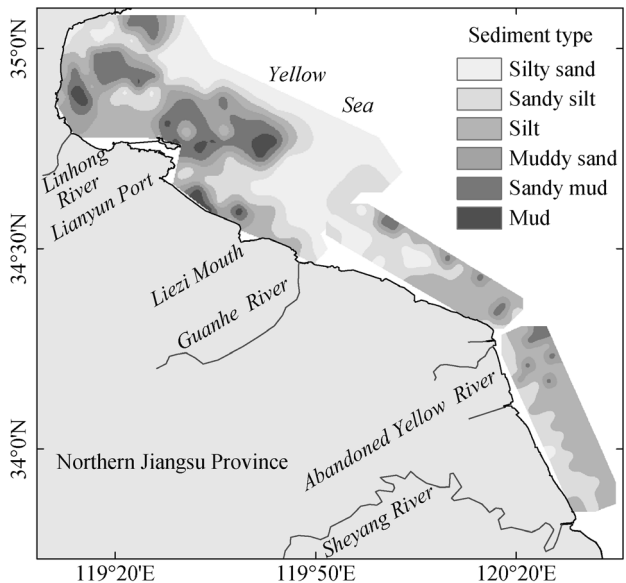 35°0'N
34°30'N
34°0'N
Yellow
Sea
Sediment type
Silty sand
Sandy silt
Silt
Muddy sand
Sandy mud
Mud
Linhong
River
Lianyun Port
Liezi Mouth
Guanhe River
Abandoned Yellow River
Northern Jiangsu Province
Sheyang River
119°20'E
119°50'E
120°20'E